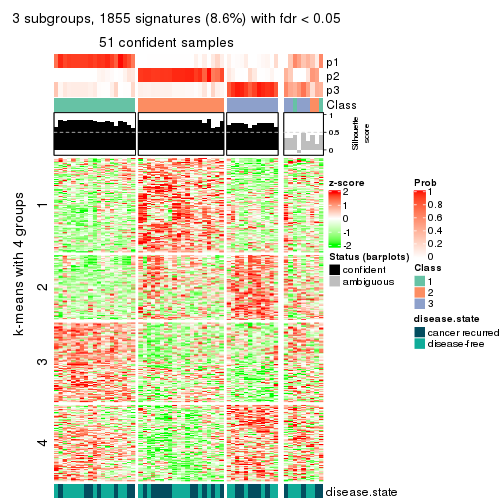 3 subgroups, 1855 signatures (8.6%) with fdr < 0.05
51 confident samples
p1
p2
p3
Class
1
0.5
0
Silhouette
score
k-means with 4 groups
1
2
3
4
disease.state
z-score
2
1
0
-1
-2
Status (barplots)
confident
ambiguous
Prob
1
0.8
0.6
0.4
0.2
0
Class
1
2
3
disease.state
cancer recurred
disease-free